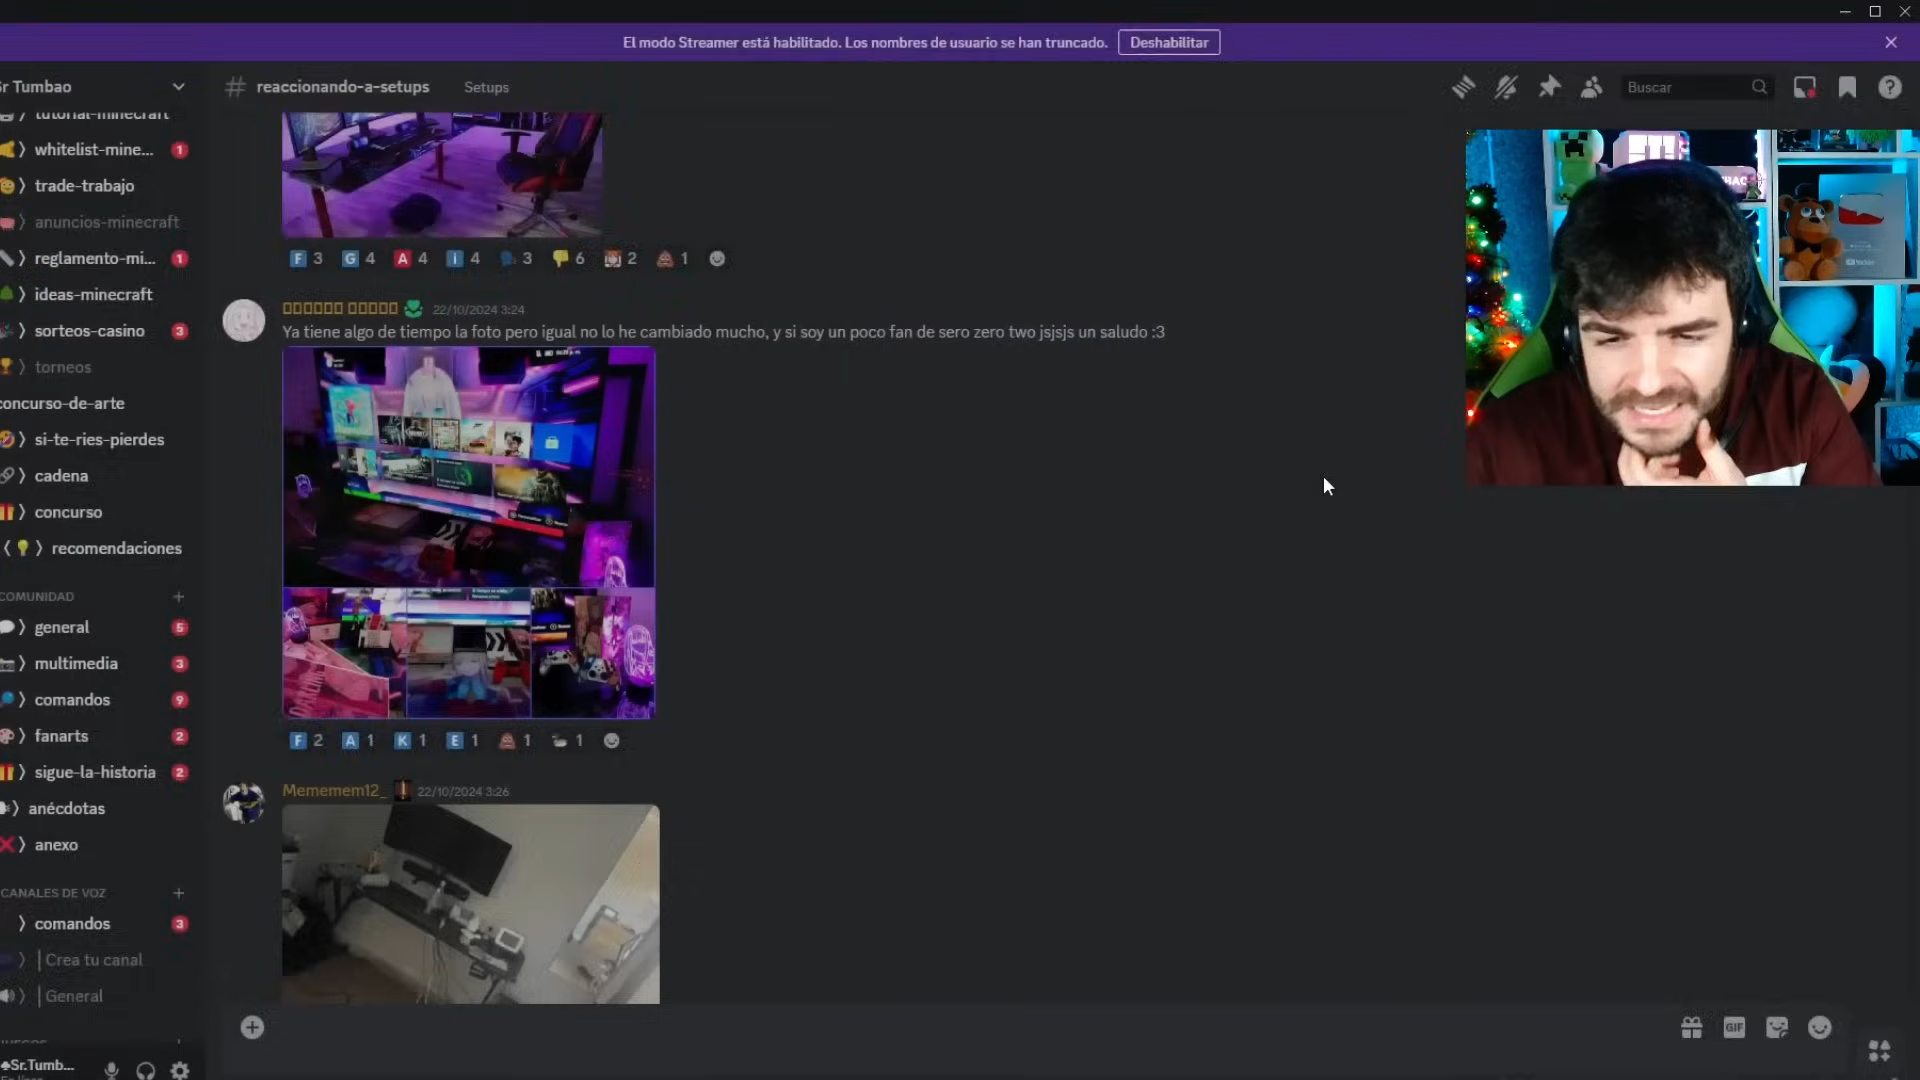 El modo Streamer está habilitado. Los nombres de usuario se han truncado. Deshabilitar
Sr Tumbao
# reaccionando-a-setups Setups
Buscar
tutorial-minecraft
whitelist-mine... 1
trade-trabajo
anuncios-minecraft
reglamento-mi... 1
ideas-minecraft
sorteos-casino 3
torneos
concurso-de-arte
si-te-ries-pierdes
cadena
concurso
recomendaciones
COMUNIDAD
general 5
multimedia 3
comandos 9
fanarts 2
sigue-la-historia 2
anécdotas
anexo
CANALES DE VOZ
comandos 3
Crea tu canal
General
Sr.Tumb...
F 3 G 4 A 4 i 4 3 6 2 1
22/10/2024 3:24
Ya tiene algo de tiempo la foto pero igual no lo he cambiado mucho, y si soy un poco fan de sero zero two jsjsjs un saludo :3
F 2 A 1 K 1 E 1 1 1
Mememem12_ 22/10/2024 3:26
GIF